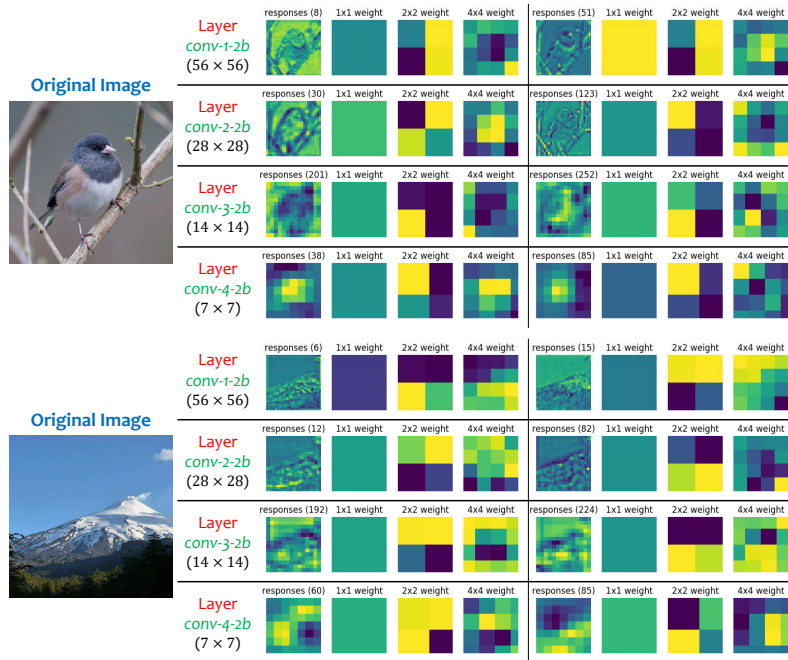 responses (8) 1x1 weight 2x2 weight 4x4 weight responses (51) 1x1 weight 2x2 weight 4x4 weight
Layer
conv-1-2b
(56 × 56)
Original Image
responses (30) 1x1 weight 2x2 weight 4x4 weight responses (123) 1x1 weight 2x2 weight 4x4 weight
Layer
conv-2-2b
(28 × 28)
responses (201) 1x1 weight 2x2 weight 4x4 weight responses (252) 1x1 weight 2x2 weight 4x4 weight
Layer
conv-3-2b
(14 × 14)
responses (38) 1x1 weight 2x2 weight 4x4 weight responses (85) 1x1 weight 2x2 weight 4x4 weight
Layer
conv-4-2b
(7 × 7)
responses (6) 1x1 weight 2x2 weight 4x4 weight responses (15) 1x1 weight 2x2 weight 4x4 weight
Layer
conv-1-2b
(56 × 56)
Original Image
responses (12) 1x1 weight 2x2 weight 4x4 weight responses (82) 1x1 weight 2x2 weight 4x4 weight
Layer
conv-2-2b
(28 × 28)
responses (192) 1x1 weight 2x2 weight 4x4 weight responses (224) 1x1 weight 2x2 weight 4x4 weight
Layer
conv-3-2b
(14 × 14)
responses (60) 1x1 weight 2x2 weight 4x4 weight responses (85) 1x1 weight 2x2 weight 4x4 weight
Layer
conv-4-2b
(7 × 7)